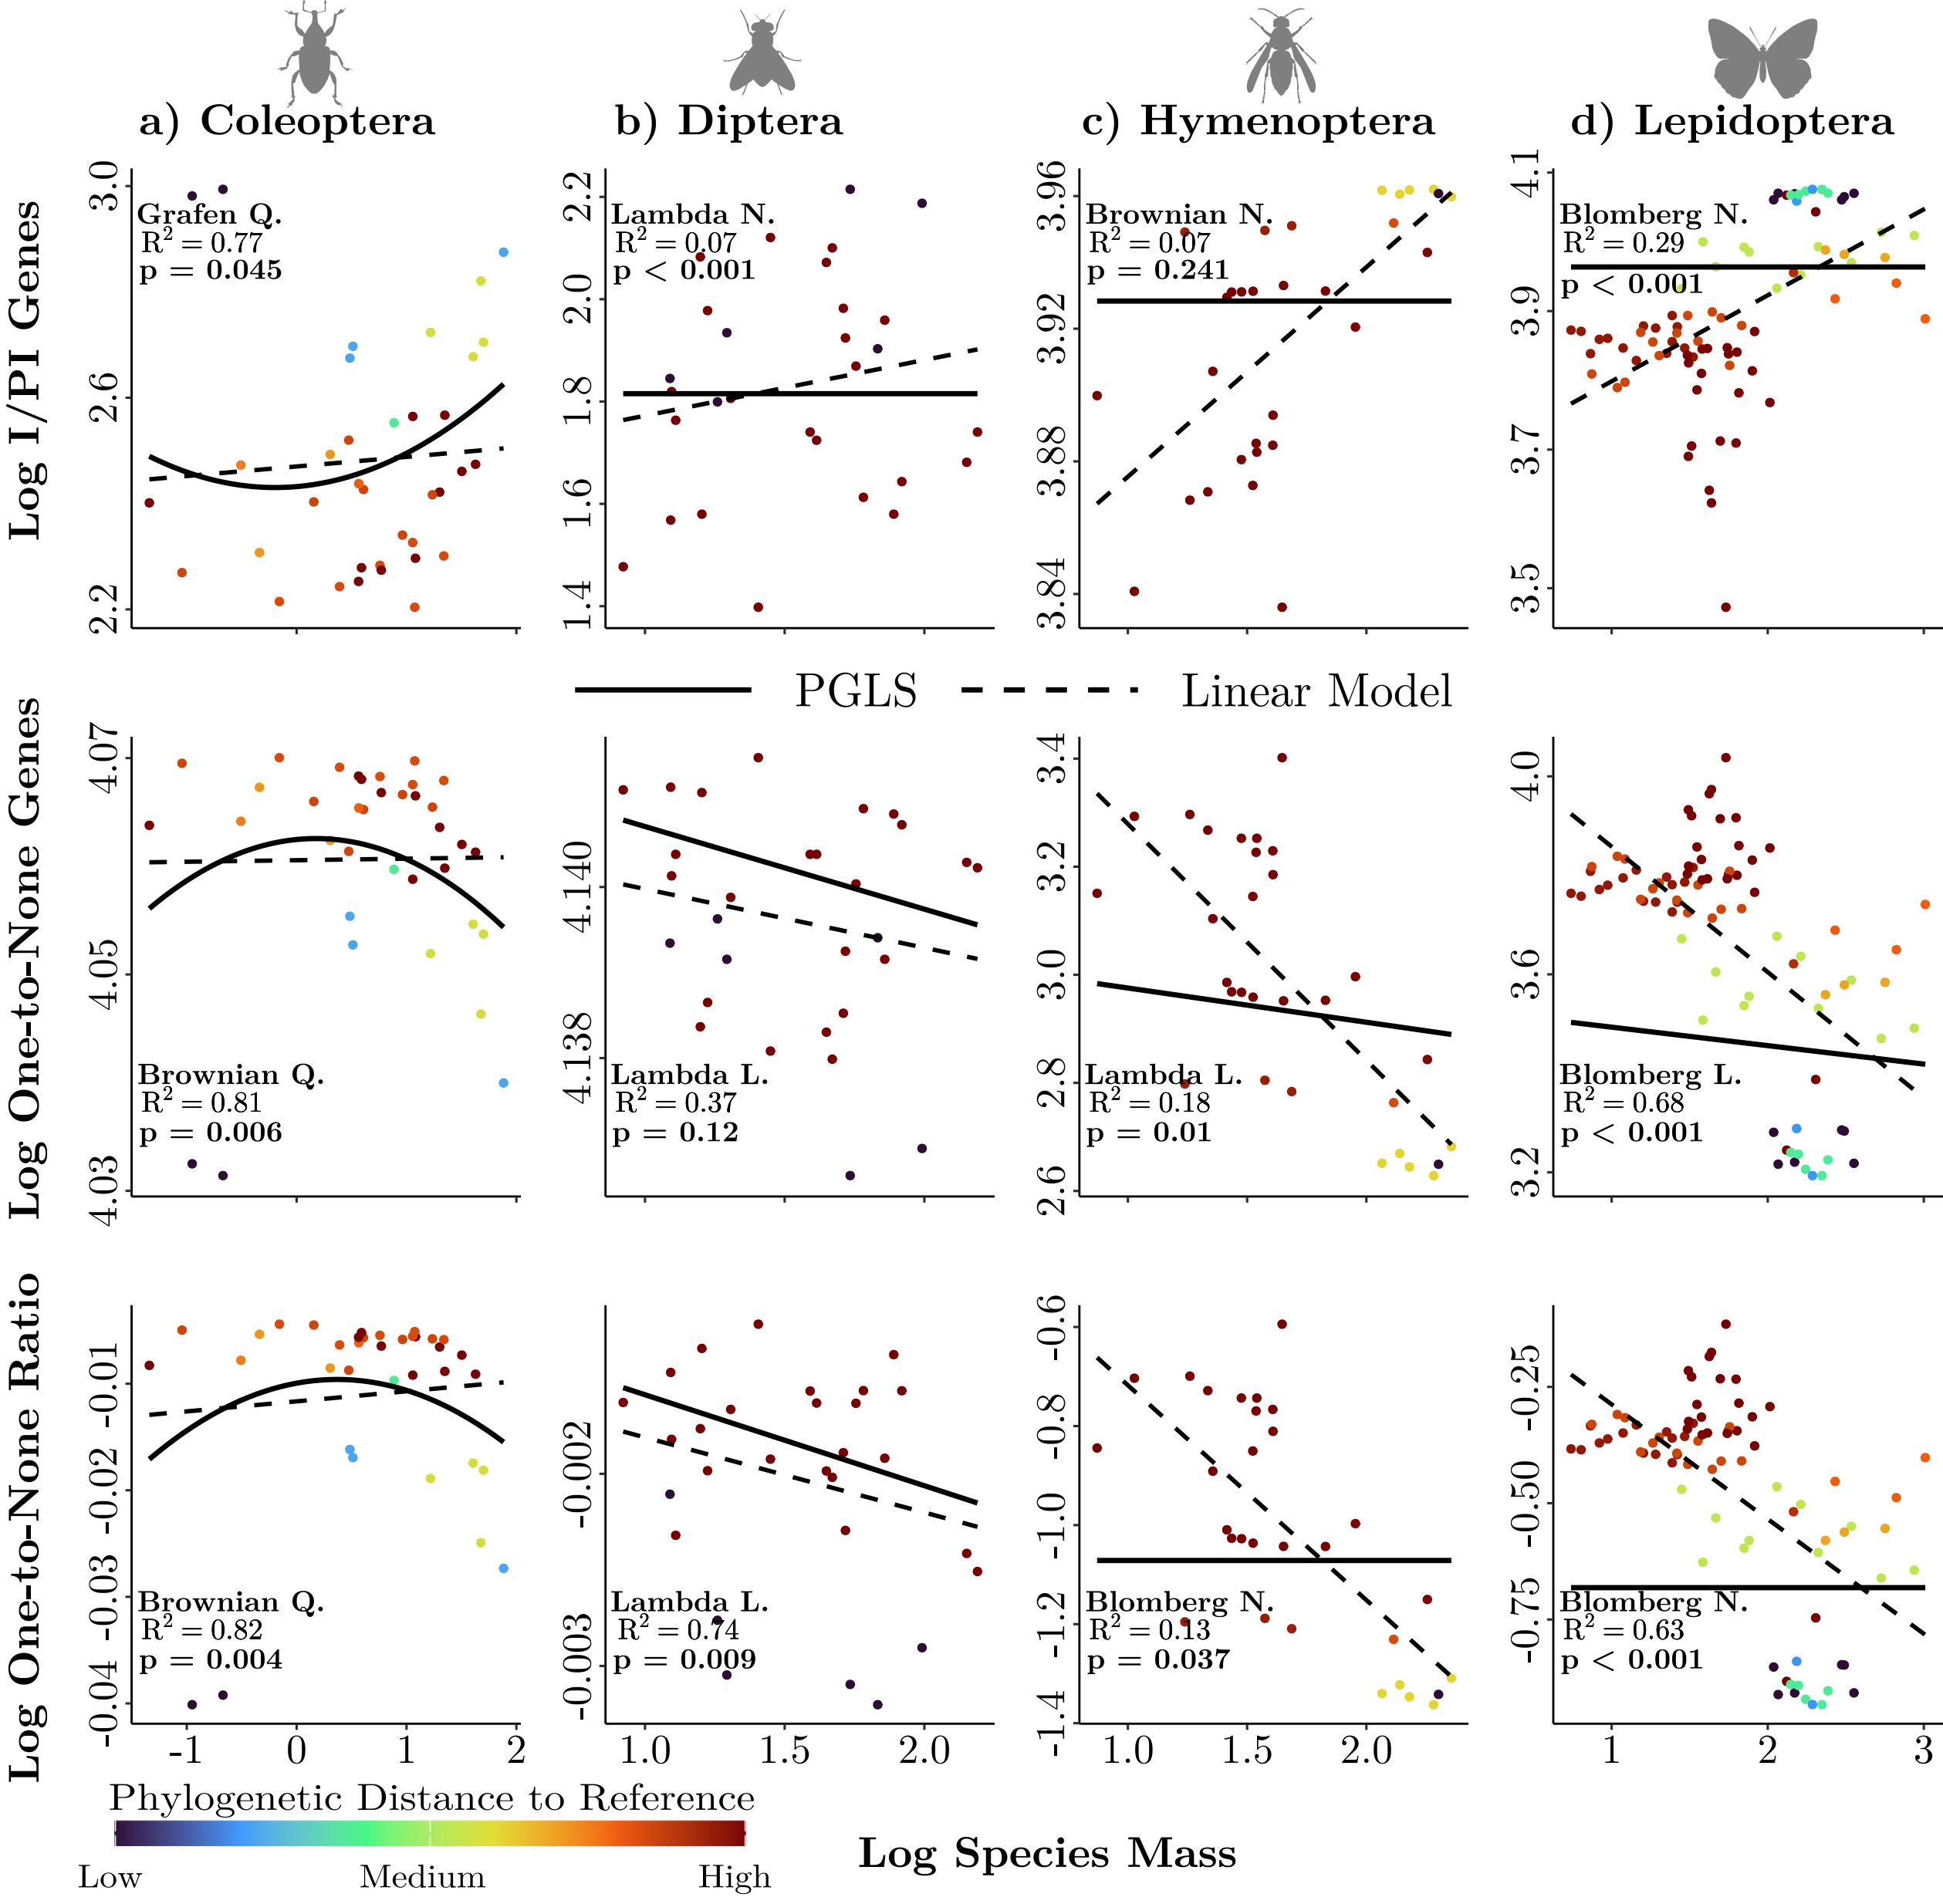 a) Coleoptera
b) Diptera
c) Hymenoptera
d) Lepidoptera
Log I/PI Genes
3.0
2.6
2.2
Grafen Q.
R² = 0.77
p = 0.045
2.2
2.0
1.8
1.6
1.4
Lambda N.
R² = 0.07
p < 0.001
3.96
3.92
3.88
3.84
Brownian N.
R² = 0.07
p = 0.241
4.1
3.9
3.7
3.5
Blomberg N.
R² = 0.29
p < 0.001
PGLS
Linear Model
Log One-to-None Genes
4.07
4.05
4.03
Brownian Q.
R² = 0.81
p = 0.006
4.140
4.138
Lambda L.
R² = 0.37
p = 0.12
3.4
3.2
3.0
2.8
2.6
Lambda L.
R² = 0.18
p = 0.01
4.0
3.6
3.2
Blomberg L.
R² = 0.68
p < 0.001
Log One-to-None Ratio
-0.01
-0.02
-0.03
-0.04
Brownian Q.
R² = 0.82
p = 0.004
-0.002
-0.003
Lambda L.
R² = 0.74
p = 0.009
-0.6
-0.8
-1.0
-1.2
-1.4
Blomberg N.
R² = 0.13
p = 0.037
-0.25
-0.50
-0.75
Blomberg N.
R² = 0.63
p < 0.001
-1 0 1 2
1.0 1.5 2.0
1.0 1.5 2.0
1 2 3
Phylogenetic Distance to Reference
Low Medium High
Log Species Mass